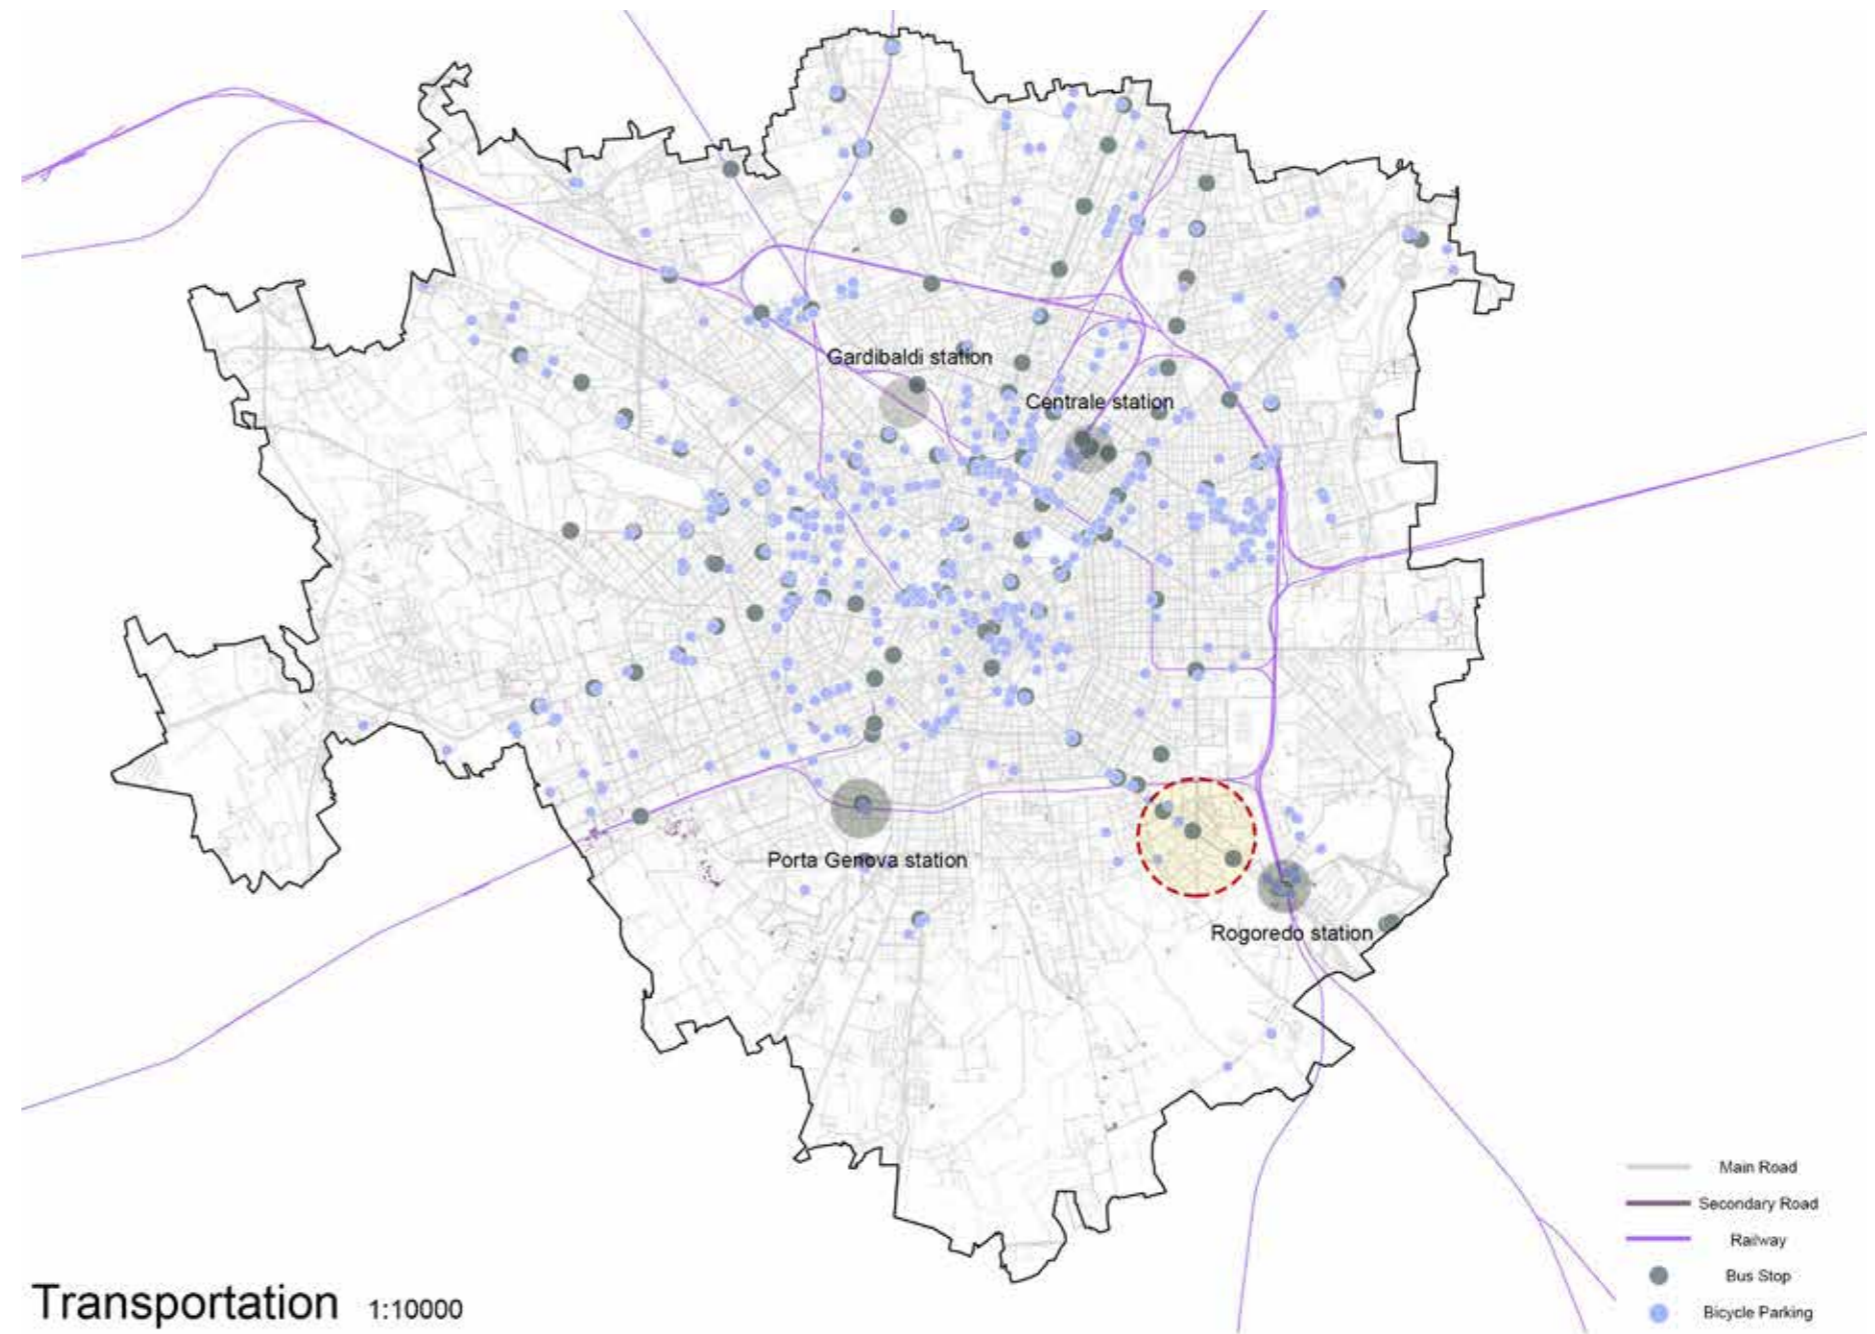 Gardibaldi station
Centrale station
Porta Genova station
Rogoredo station
Main Road
Secondary Road
Railway
Bus Stop
Bicycle Parking
Transportation 1:10000